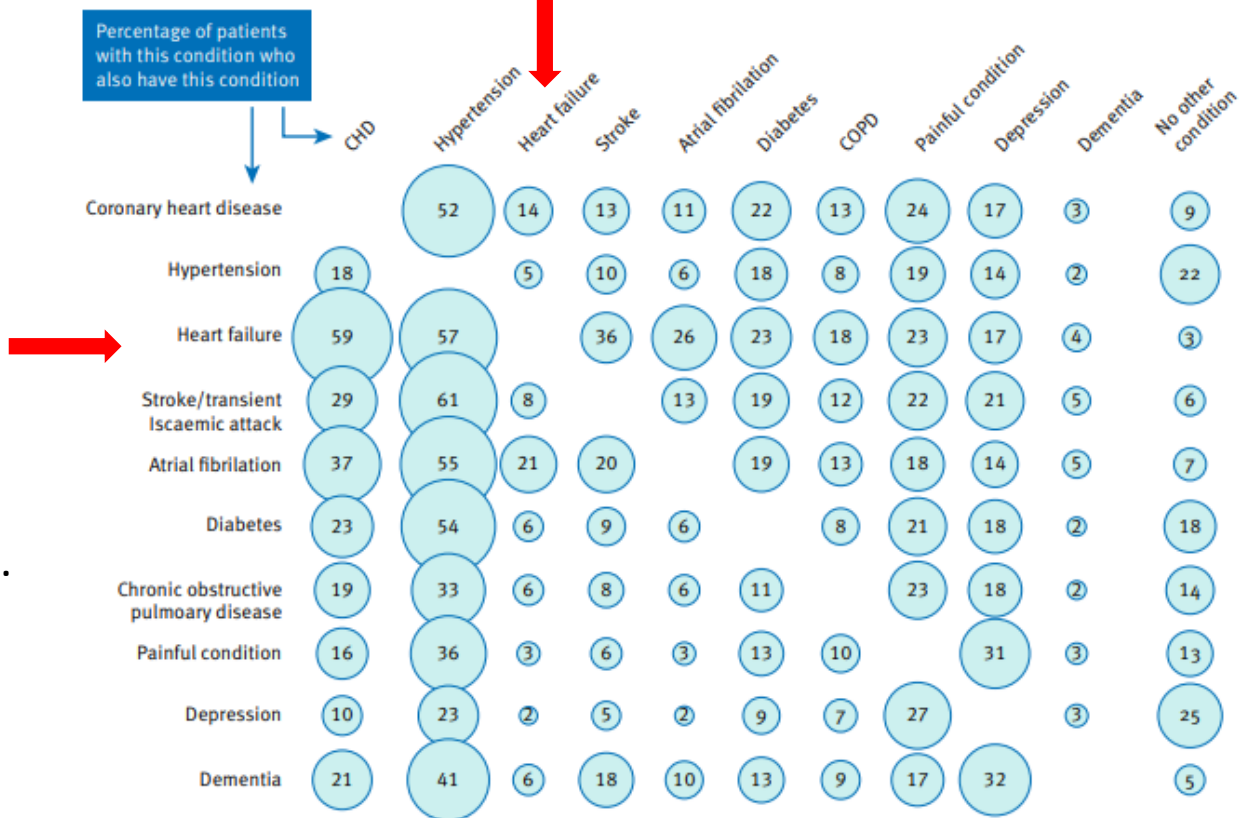 Percentage of patients
with this condition who
also have this condition
CHD
Hypertension
Heart failure
Stroke
Atrial fibrilation
Diabetes
COPD
Painful condition
Depression
Dementia
No other
condition
Coronary heart disease 52 14 13 11 22 13 24 17 3 9
Hypertension 18 5 10 6 18 8 19 14 2 22
Heart failure 59 57 36 26 23 18 23 17 4 3
Stroke/transient
Iscaemic attack 29 61 8 13 19 12 22 21 5 6
Atrial fibrilation 37 55 21 20 19 13 18 14 5 7
Diabetes 23 54 6 9 6 8 21 18 2 18
.
Chronic obstructive
pulmoary disease 19 33 6 8 6 11 23 18 2 14
Painful condition 16 36 3 6 3 13 10 31 3 13
Depression 10 23 2 5 2 9 7 27 3 25
Dementia 21 41 6 18 10 13 9 17 32 5